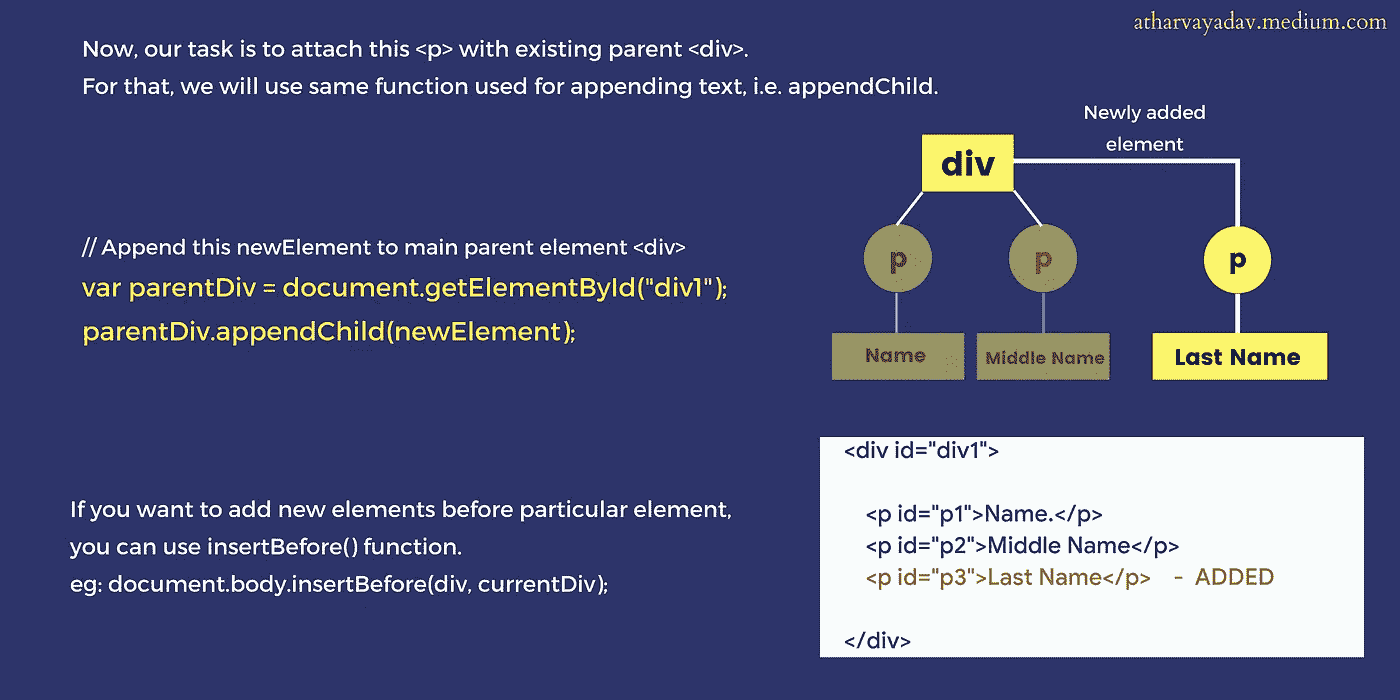 atharvayadav.medium.com
Now, our task is to attach this <p> with existing parent <div>.
For that, we will use same function used for appending text, i.e. appendChild.
Newly added
element
div
p
p
p
Name
Middle Name
Last Name
// Append this newElement to main parent element <div>
var parentDiv = document.getElementById("div1");
parentDiv.appendChild(newElement);
If you want to add new elements before particular element,
you can use insertBefore() function.
eg: document.body.insertBefore(div, currentDiv);
<div id="div1">
<p id="p1">Name.</p>
<p id="p2">Middle Name</p>
<p id="p3">Last Name</p> - ADDED
</div>